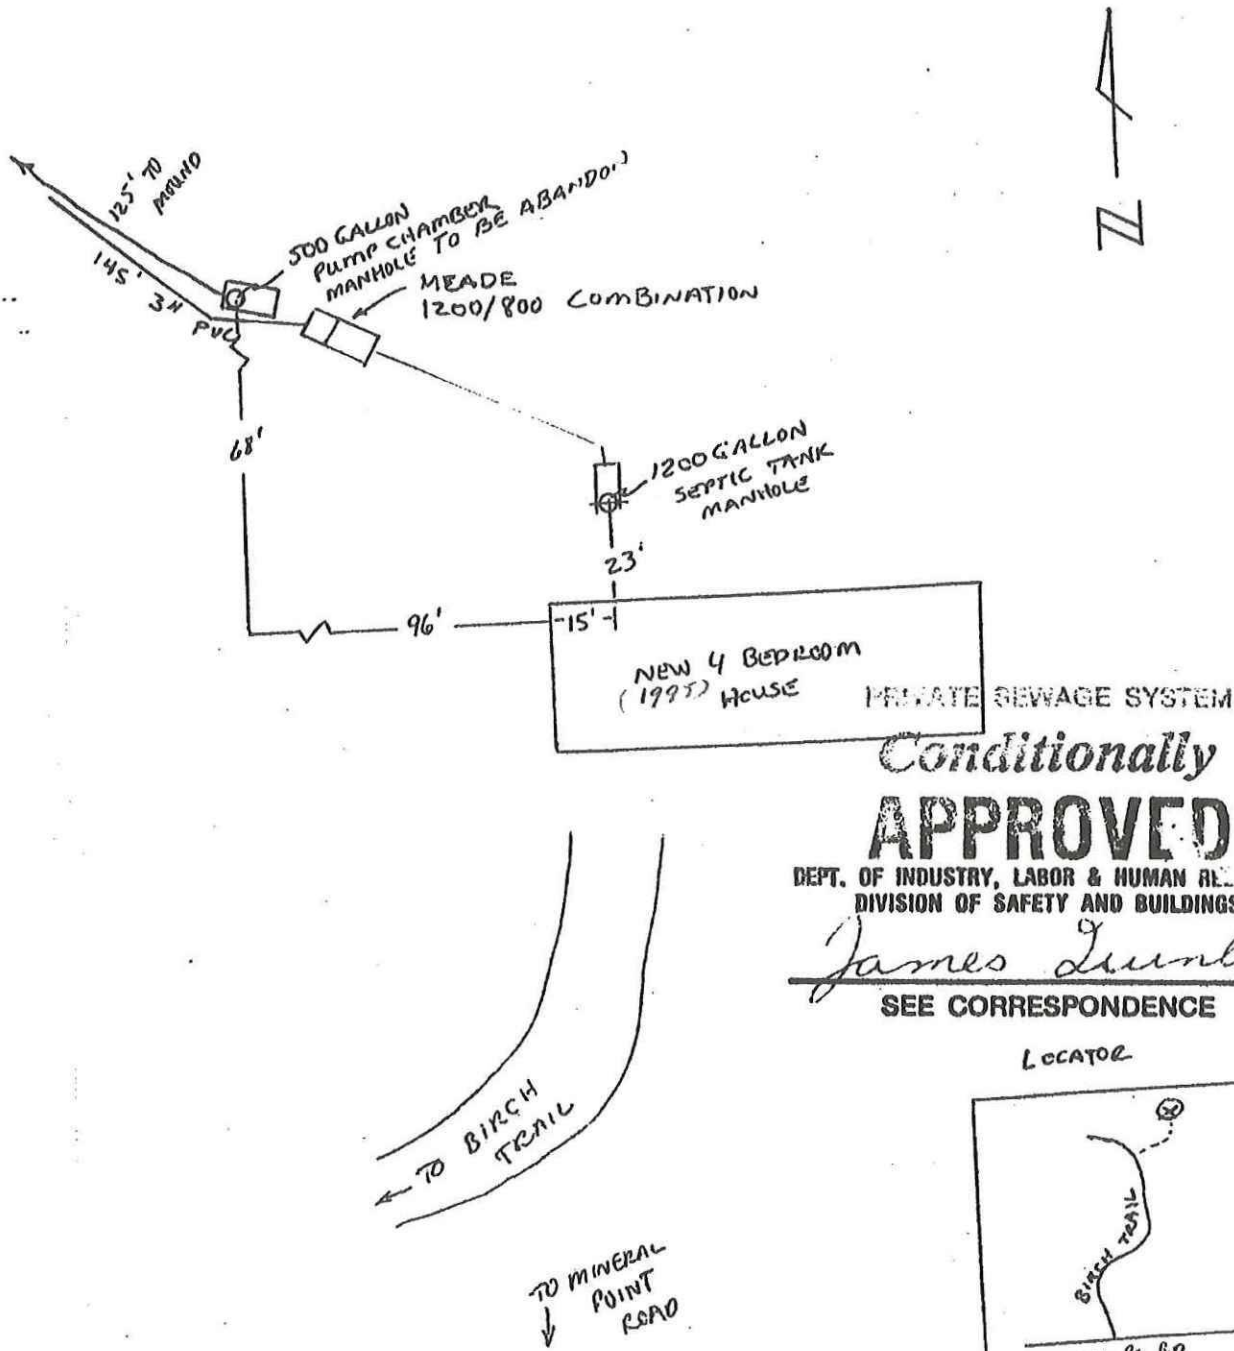 N
125' TO
MOUND
145' 3"
PVC
500 GALLON
PUMP CHAMBER
MANHOLE TO BE ABANDON
MEADE
1200/800 COMBINATION
68'
1200 GALLON
SEPTIC TANK
MANHOLE
23'
96'
15'
NEW 4 BEDROOM
(1995) HOUSE
PRIVATE SEWAGE SYSTEM
Conditionally
APPROVED
DEPT. OF INDUSTRY, LABOR & HUMAN
DIVISION OF SAFETY AND BUILDINGS
James
SEE CORRESPONDENCE
LOCATOR
TO BIRCH
TRAIL
BIRCH TRAIL
TO MINERAL
POINT
ROAD